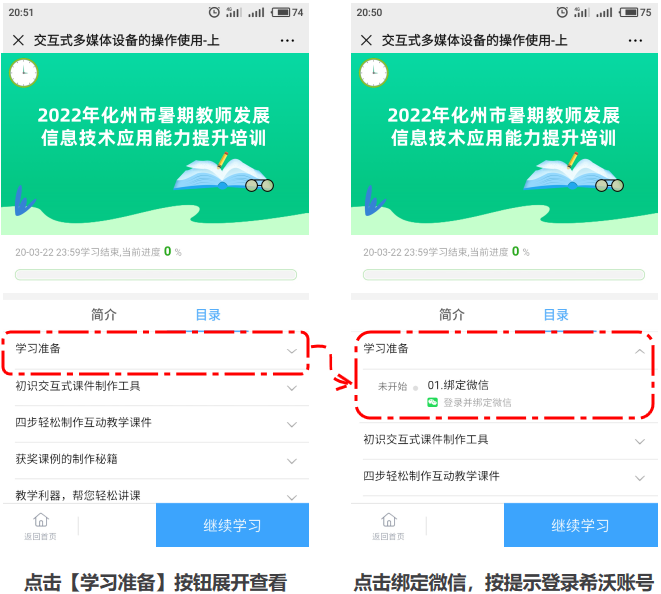 20:51
4G
74
交互式多媒体设备的操作使用-上
2022年化州市暑期教师发展
信息技术应用能力提升培训
20-03-22 23:59学习结束,当前进度 0 %
简介
目录
学习准备
初识交互式课件制作工具
四步轻松制作互动教学课件
获奖课例的制作秘籍
教学利器，帮您轻松讲课
返回首页
继续学习
点击【学习准备】按钮展开查看
20:50
4G
75
交互式多媒体设备的操作使用-上
2022年化州市暑期教师发展
信息技术应用能力提升培训
20-03-22 23:59学习结束,当前进度 0 %
简介
目录
学习准备
未开始
01.绑定微信
登录并绑定微信
初识交互式课件制作工具
四步轻松制作互动教学课件
返回首页
继续学习
点击绑定微信，按提示登录希沃账号